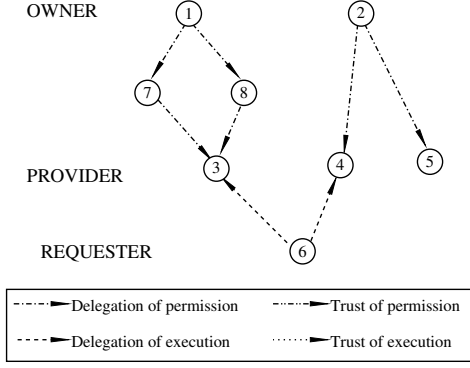 OWNER 1 2
7 8
3 4 5
PROVIDER
6
REQUESTER
Delegation of permission Trust of permission
Delegation of execution Trust of execution